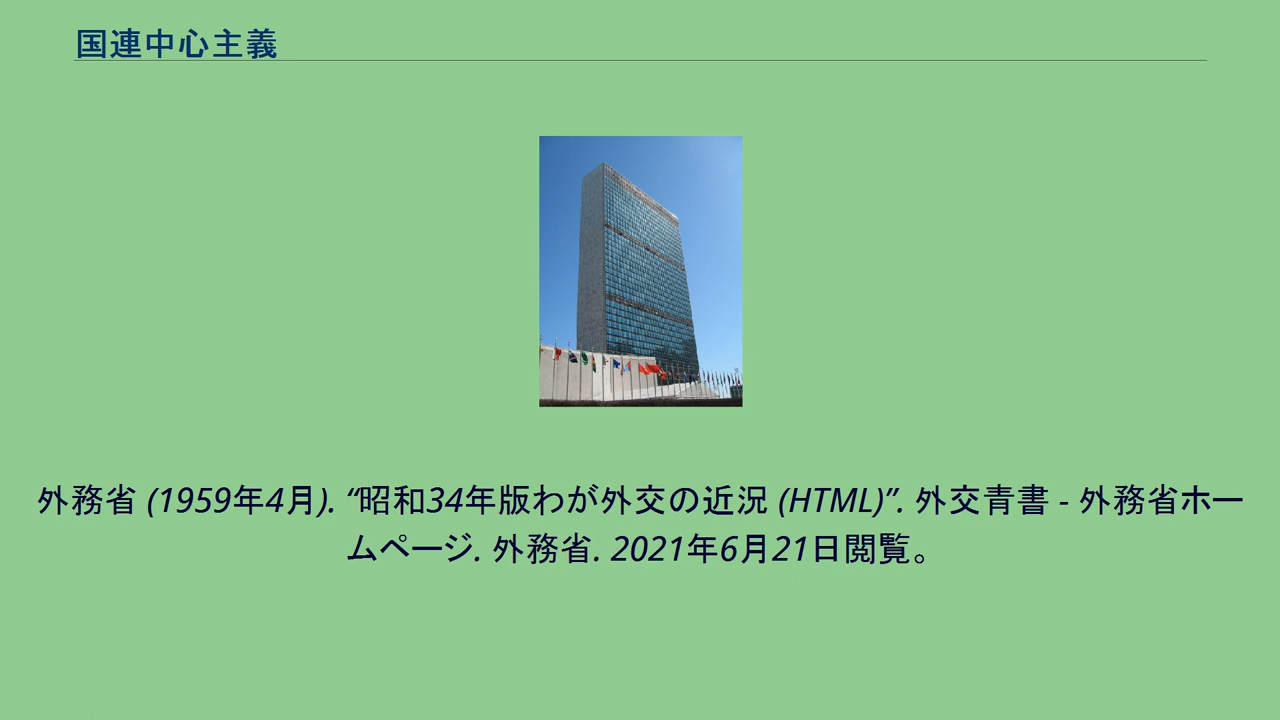 国連中心主義
外務省 (1959年4月). “昭和34年版わが外交の近況 (HTML)”. 外交青書 - 外務省ホー
ムページ. 外務省. 2021年6月21日閲覧。